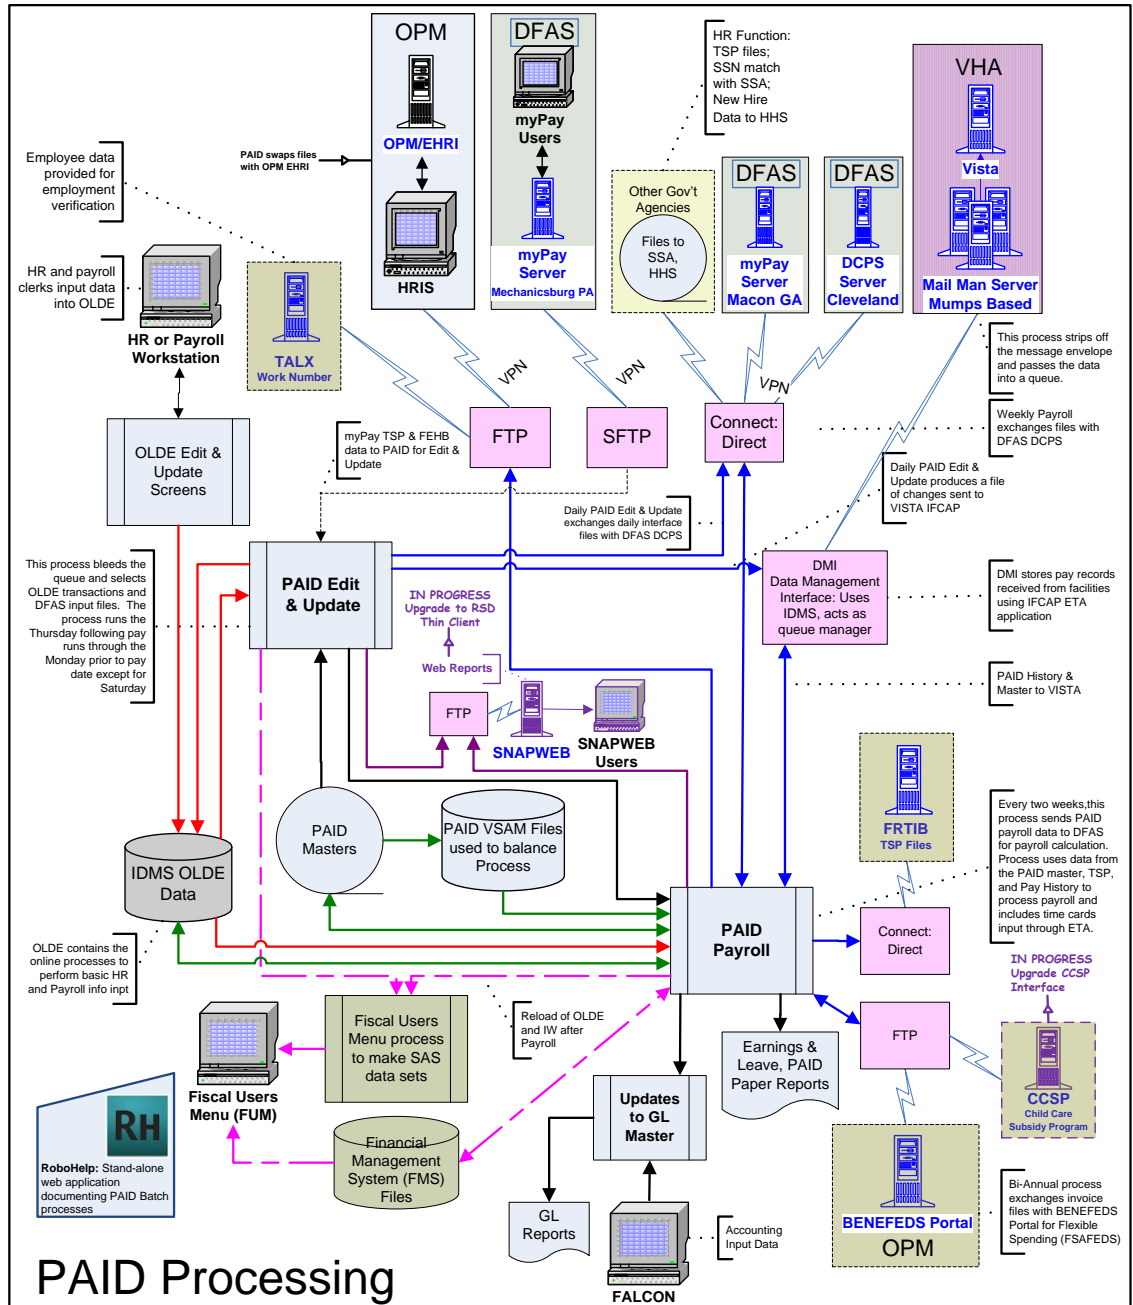 OPM
OPM/EHRI
HRIS
PAID swaps files
with OPM EHRI
DFAS
myPay
Users
myPay
Server
Mechanicsburg PA
HR Function:
TSP files;
SSN match
with SSA;
New Hire
Data to HHS
Other Gov't
Agencies
Files to
SSA,
HHS
DFAS
myPay
Server
Macon GA
DFAS
DCPS
Server
Cleveland
VHA
Vista
Mail Man Server
Mumps Based
Employee data
provided for
employment
verification
HR and payroll
clerks input data
into OLDE
HR or Payroll
Workstation
TALX
Work Number
VPN
VPN
VPN
This process strips off
the message envelope
and passes the data
into a queue.
OLDE Edit &
Update
Screens
myPay TSP & FEHB
data to PAID for Edit &
Update
FTP
SFTP
Connect:
Direct
Weekly Payroll
exchanges files with
DFAS DCPS
Daily PAID Edit &
Update produces a file
of changes sent to
VISTA IFCAP
Daily PAID Edit & Update
exchanges daily interface
files with DFAS DCPS
This process bleeds the
queue and selects
OLDE transactions and
DFAS input files. The
process runs the
Thursday following pay
runs through the
Monday prior to pay
date except for
Saturday
PAID Edit
& Update
IN PROGRESS
Upgrade to RSD
Thin Client
Web Reports
FTP
SNAPWEB
SNAPWEB
Users
DMI
Data Management
Interface: Uses
IDMS, acts as
queue manager
DMI stores pay records
received from facilities
using IFCAP ETA
application
PAID History &
Master to VISTA
PAID
Masters
PAID VSAM Files
used to balance
Process
IDMS OLDE
Data
OLDE contains the
online processes to
perform basic HR
and Payroll info inpt
FRTIB
TSP Files
Every two weeks,this
process sends PAID
payroll data to DFAS
for payroll calculation.
Process uses data from
the PAID master, TSP,
and Pay History to
process payroll and
includes time cards
input through ETA.
PAID
Payroll
Connect:
Direct
IN PROGRESS
Upgrade CCSP
Interface
FTP
CCSP
Child Care
Subsidy Program
Fiscal Users
Menu process
to make SAS
data sets
Reload of OLDE
and IW after
Payroll
Earnings &
Leave, PAID
Paper Reports
Fiscal Users
Menu (FUM)
Updates
to GL
Master
Financial
Management
System (FMS)
Files
RH
RoboHelp: Stand-alone
web application
documenting PAID Batch
processes
GL
Reports
FALCON
Accounting
Input Data
BENEFEDS Portal
OPM
Bi-Annual process
exchanges invoice
files with BENEFEDS
Portal for Flexible
Spending (FSAFEDS)
PAID Processing